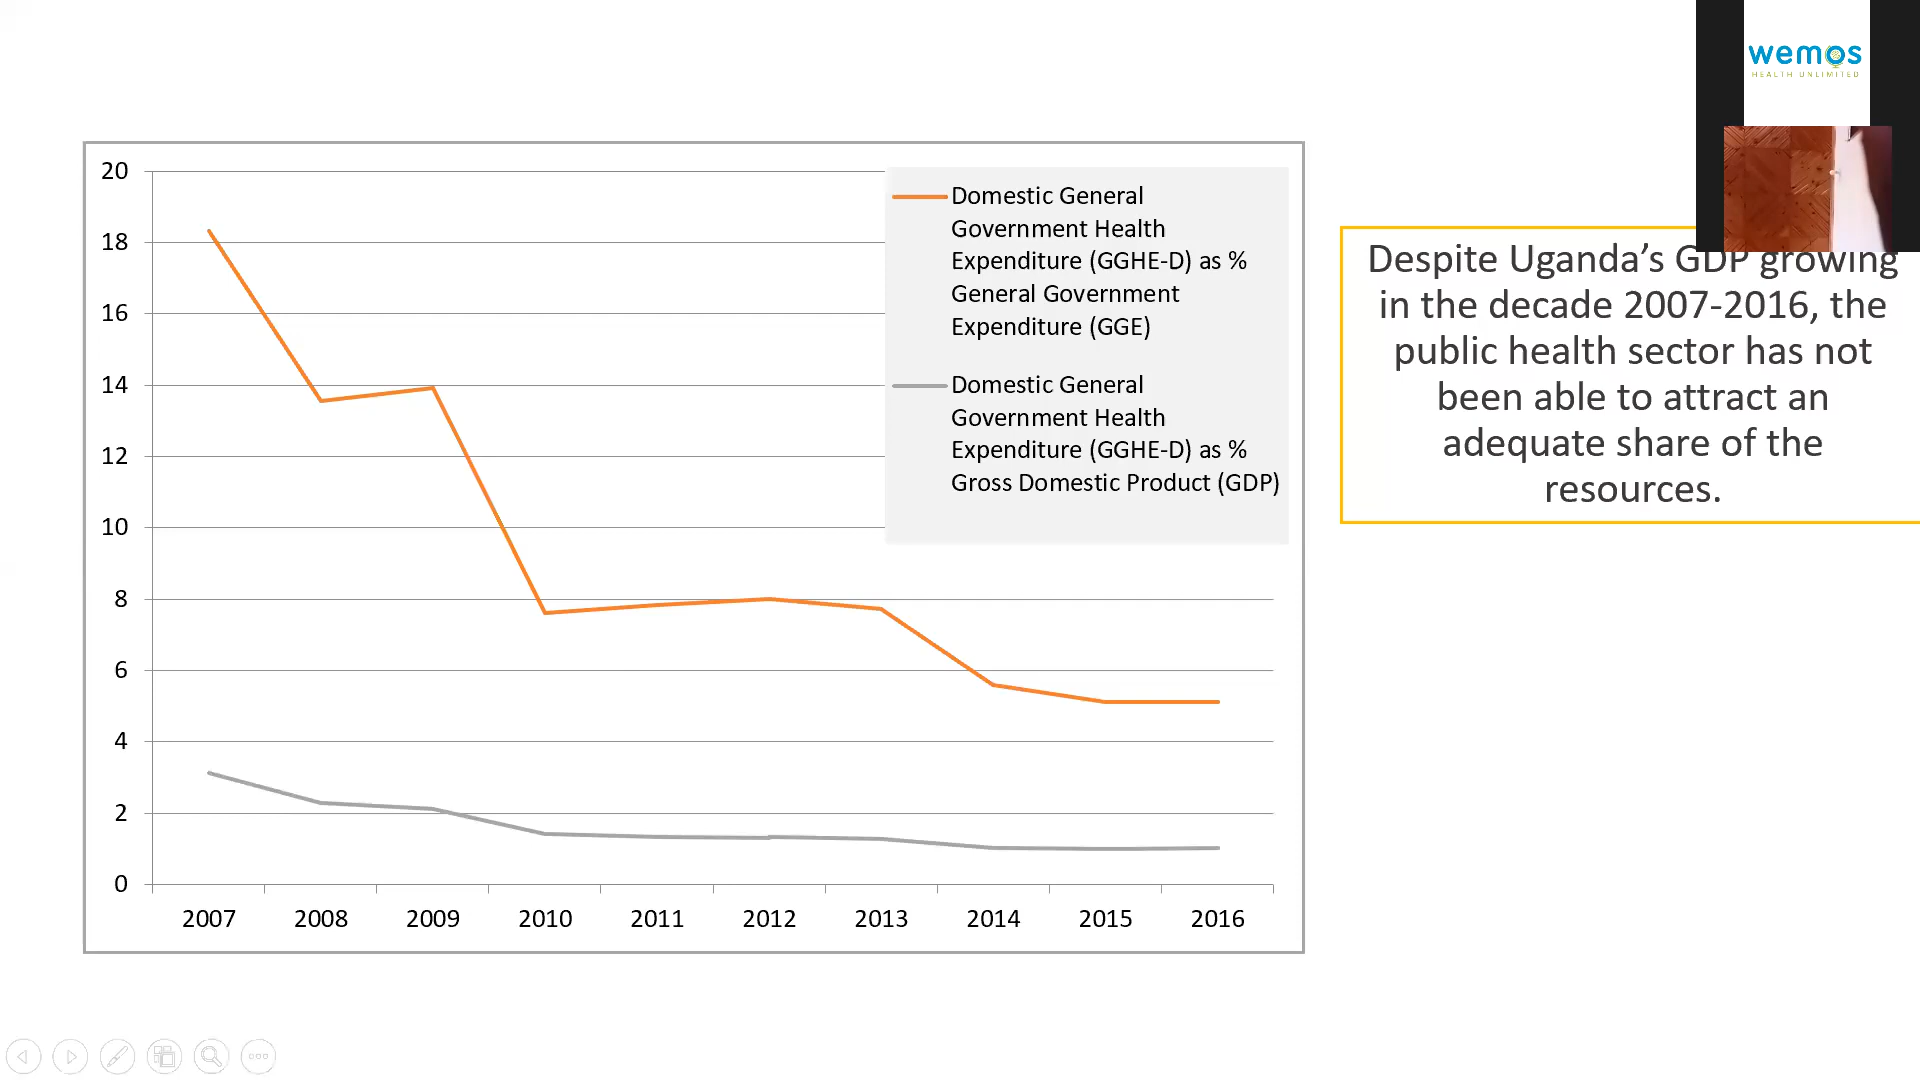 wemos
HEALTH UNLIMITED
20
18
16
14
12
10
8
6
4
2
0
2007 2008 2009 2010 2011 2012 2013 2014 2015 2016
Domestic General
Government Health
Expenditure (GGHE-D) as %
General Government
Expenditure (GGE)
Domestic General
Government Health
Expenditure (GGHE-D) as %
Gross Domestic Product (GDP)
Despite Uganda’s GDP growing
in the decade 2007-2016, the
public health sector has not
been able to attract an
adequate share of the
resources.